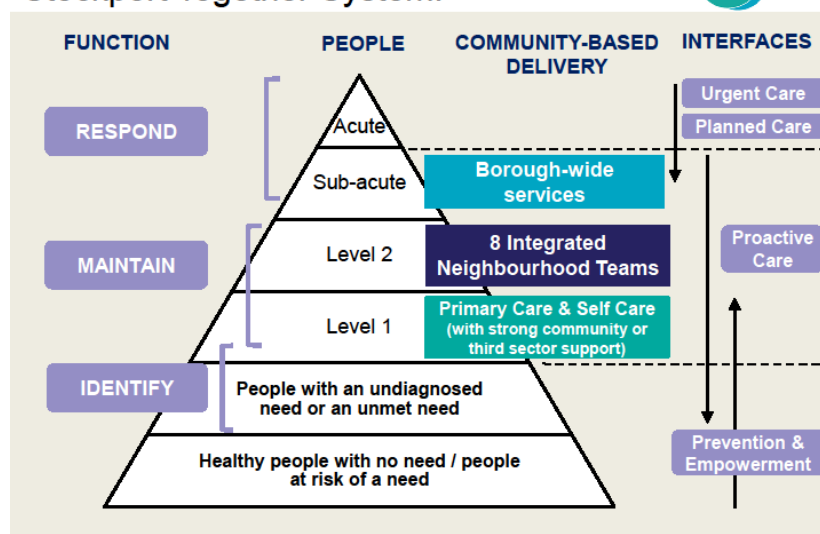 Stockport Together System:
FUNCTION
PEOPLE
COMMUNITY-BASED
DELIVERY
INTERFACES
RESPOND
Acute
Urgent Care
Planned Care
Sub-acute
Borough-wide
services
MAINTAIN
Level 2
8 Integrated
Neighbourhood Teams
Proactive
Care
Level 1
Primary Care & Self Care
(with strong community or
third sector support)
IDENTIFY
People with an undiagnosed
need or an unmet need
Prevention &
Empowerment
Healthy people with no need / people
at risk of a need